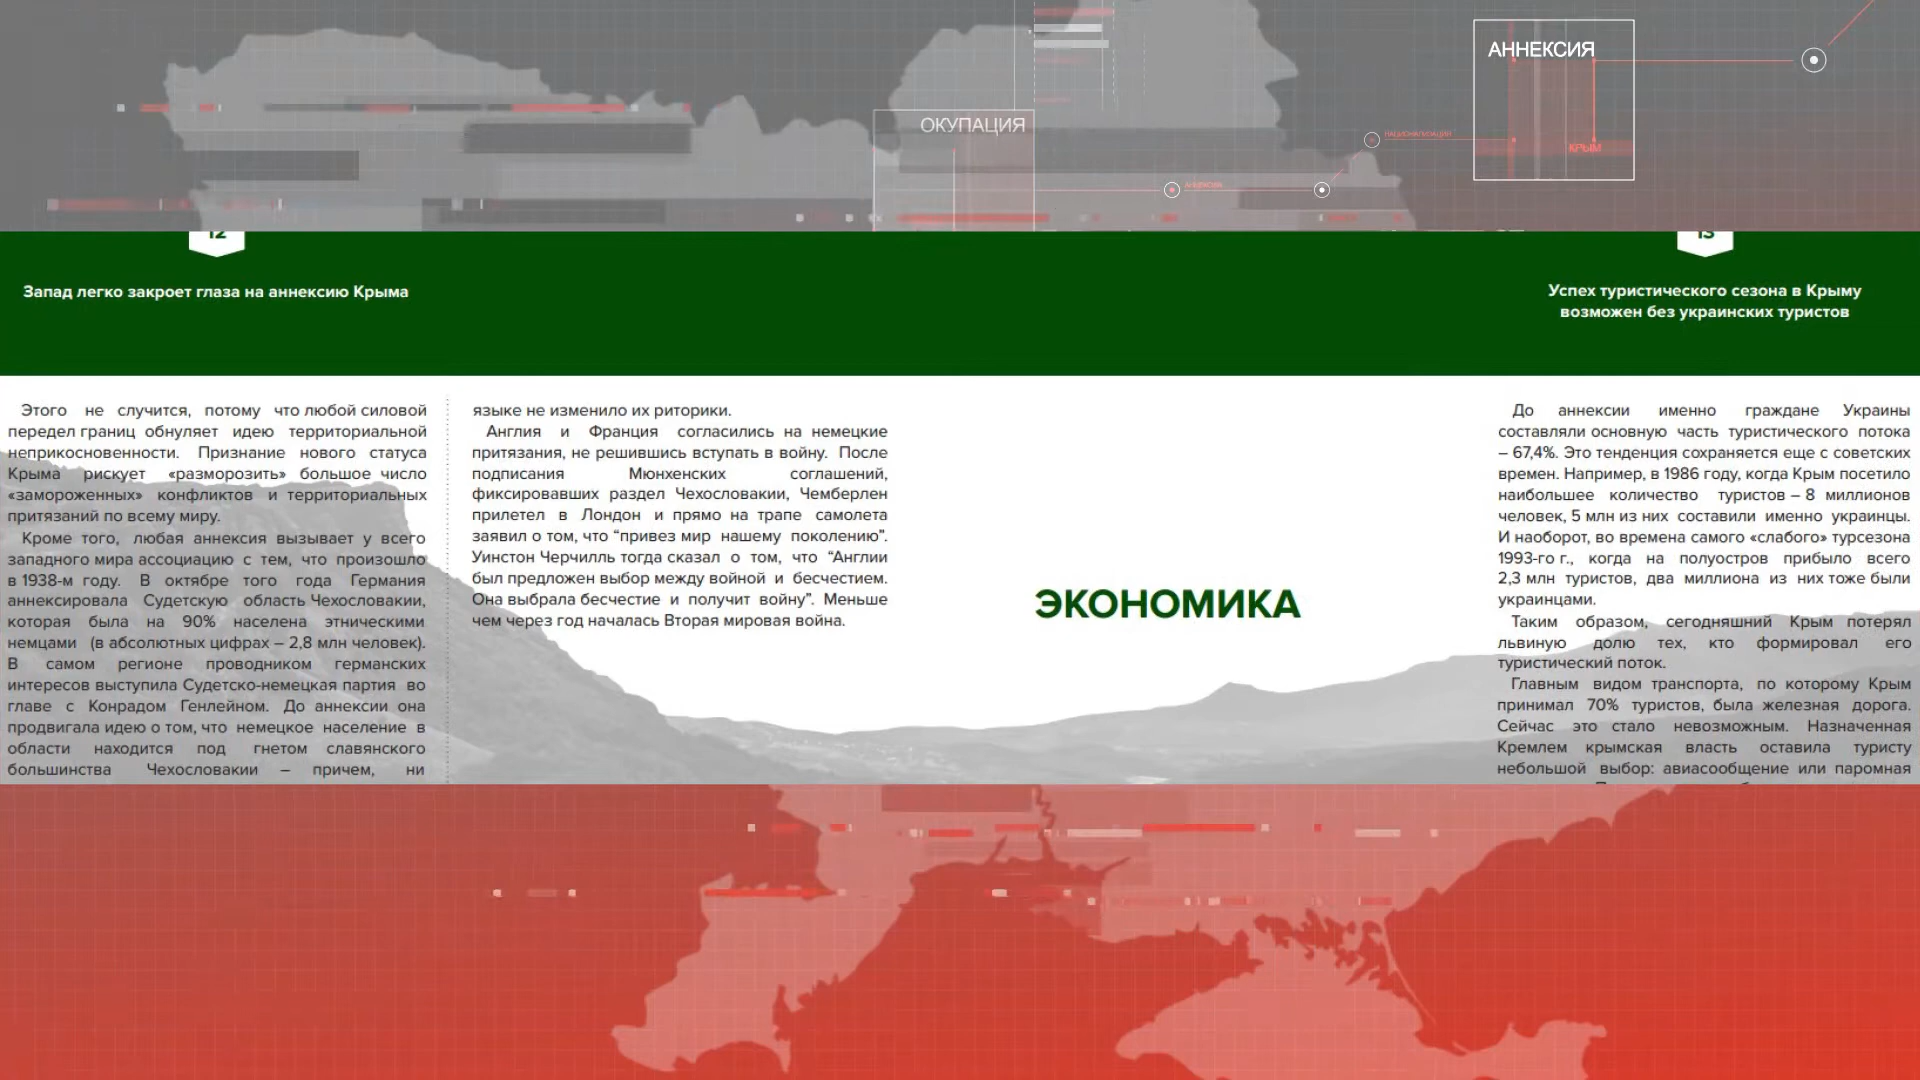 АННЕКСИЯ
ОКУПАЦИЯ
НАЦИОНАЛИЗАЦИЯ
КРЫМ
12
13
Запад легко закроет глаза на аннексию Крыма
Успех туристического сезона в Крыму
возможен без украинских туристов
Этого не случится, потому что любой силовой
передел границ обнуляет идею территориальной
неприкосновенности. Признание нового статуса
Крыма рискует «разморозить» большое число
«замороженных» конфликтов и территориальных
притязаний по всему миру.
Кроме того, любая аннексия вызывает у всего
западного мира ассоциацию с тем, что произошло
в 1938-м году. В октябре того года Германия
аннексировала Судетскую область Чехословакии,
которая была на 90% населена этническими
немцами (в абсолютных цифрах – 2,8 млн человек).
В самом регионе проводником германских
интересов выступила Судетско-немецкая партия во
главе с Конрадом Генлейном. До аннексии она
продвигала идею о том, что немецкое население в
области находится под гнетом славянского
большинства Чехословакии – причем, ни
языке не изменило их риторики.
Англия и Франция согласились на немецкие
притязания, не решившись вступать в войну. После
подписания Мюнхенских соглашений,
фиксировавших раздел Чехословакии, Чемберлен
прилетел в Лондон и прямо на трапе самолета
заявил о том, что “привез мир нашему поколению”.
Уинстон Черчилль тогда сказал о том, что “Англии
был предложен выбор между войной и бесчестием.
Она выбрала бесчестие и получит войну”. Меньше
чем через год началась Вторая мировая война.
ЭКОНОМИКА
До аннексии именно граждане Украины
составляли основную часть туристического потока
– 67,4%. Это тенденция сохраняется еще с советских
времен. Например, в 1986 году, когда Крым посетило
наибольшее количество туристов – 8 миллионов
человек, 5 млн из них составили именно украинцы.
И наоборот, во времена самого «слабого» турсезона
1993-го г., когда на полуостров прибыло всего
2,3 млн туристов, два миллиона из них тоже были
украинцами.
Таким образом, сегодняшний Крым потерял
львиную долю тех, кто формировал его
туристический поток.
Главным видом транспорта, по которому Крым
принимал 70% туристов, была железная дорога.
Сейчас это стало невозможным. Назначенная
Кремлем крымская власть оставила туристу
небольшой выбор: авиасообщение или паромная